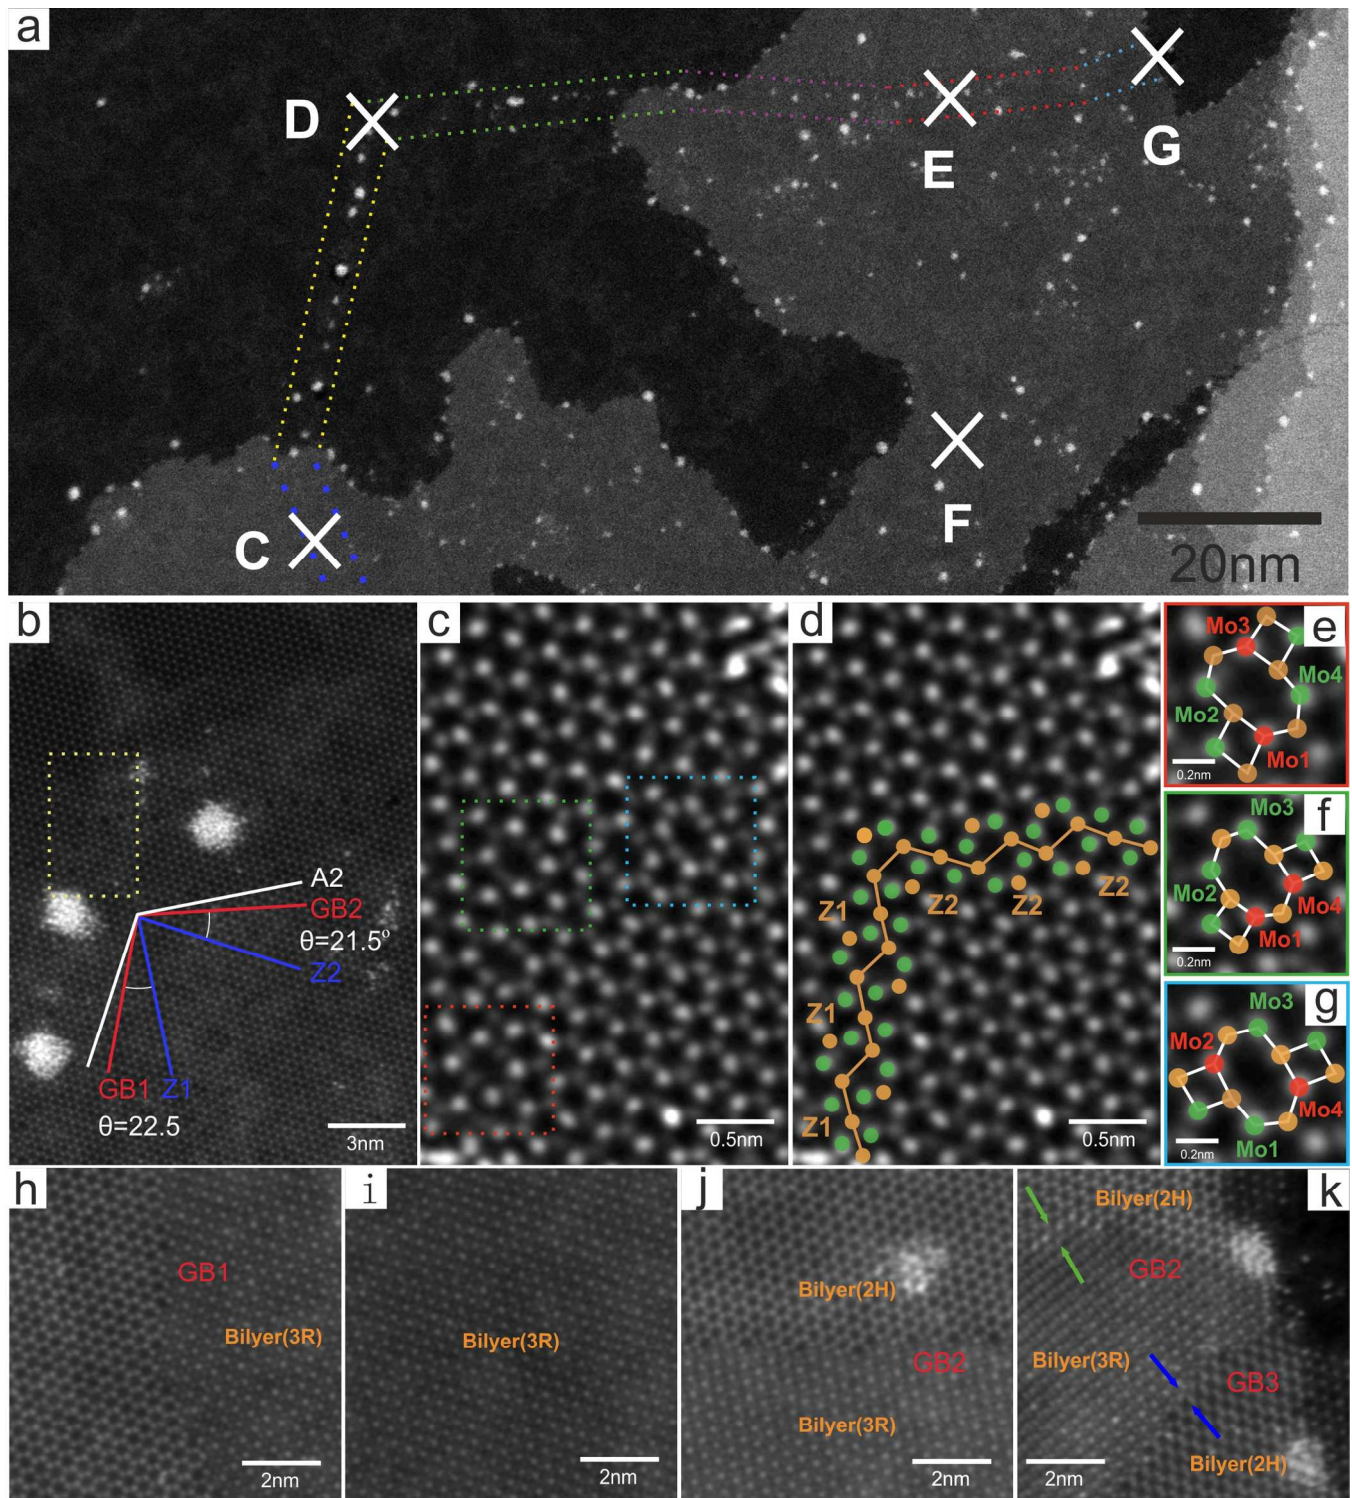 a
D
E
G
C
F
20nm
b
A2
GB2
θ=21.5°
Z2
GB1 Z1
θ=22.5
3nm
c
0.5nm
d
Z1
Z2
Z2
Z2
Z1
Z1
0.5nm
e
Mo3
Mo4
Mo2
Mo1
0.2nm
f
Mo3
Mo2
Mo4
Mo1
0.2nm
g
Mo3
Mo2
Mo4
Mo1
0.2nm
h
GB1
Bilyer(3R)
2nm
i
Bilyer(3R)
2nm
j
Bilyer(2H)
GB2
Bilyer(3R)
2nm
k
Bilyer(2H)
GB2
Bilyer(3R)
GB3
Bilyer(2H)
2nm